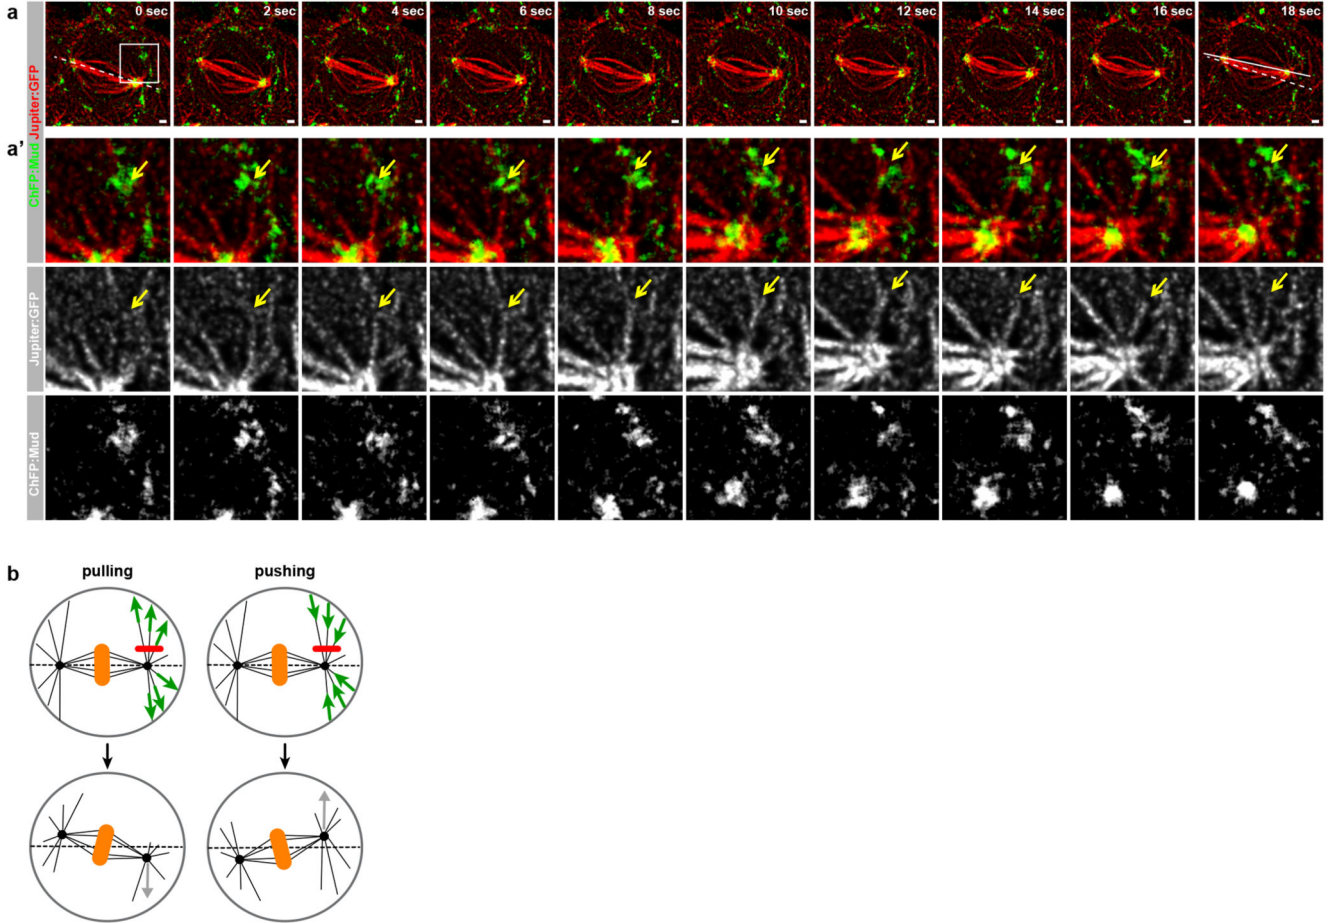 a
0 sec
2 sec
4 sec
6 sec
8 sec
10 sec
12 sec
14 sec
16 sec
18 sec
ChFP:Mud Jupiter:GFP
a’
Jupiter:GFP
ChFP:Mud
b
pulling
pushing